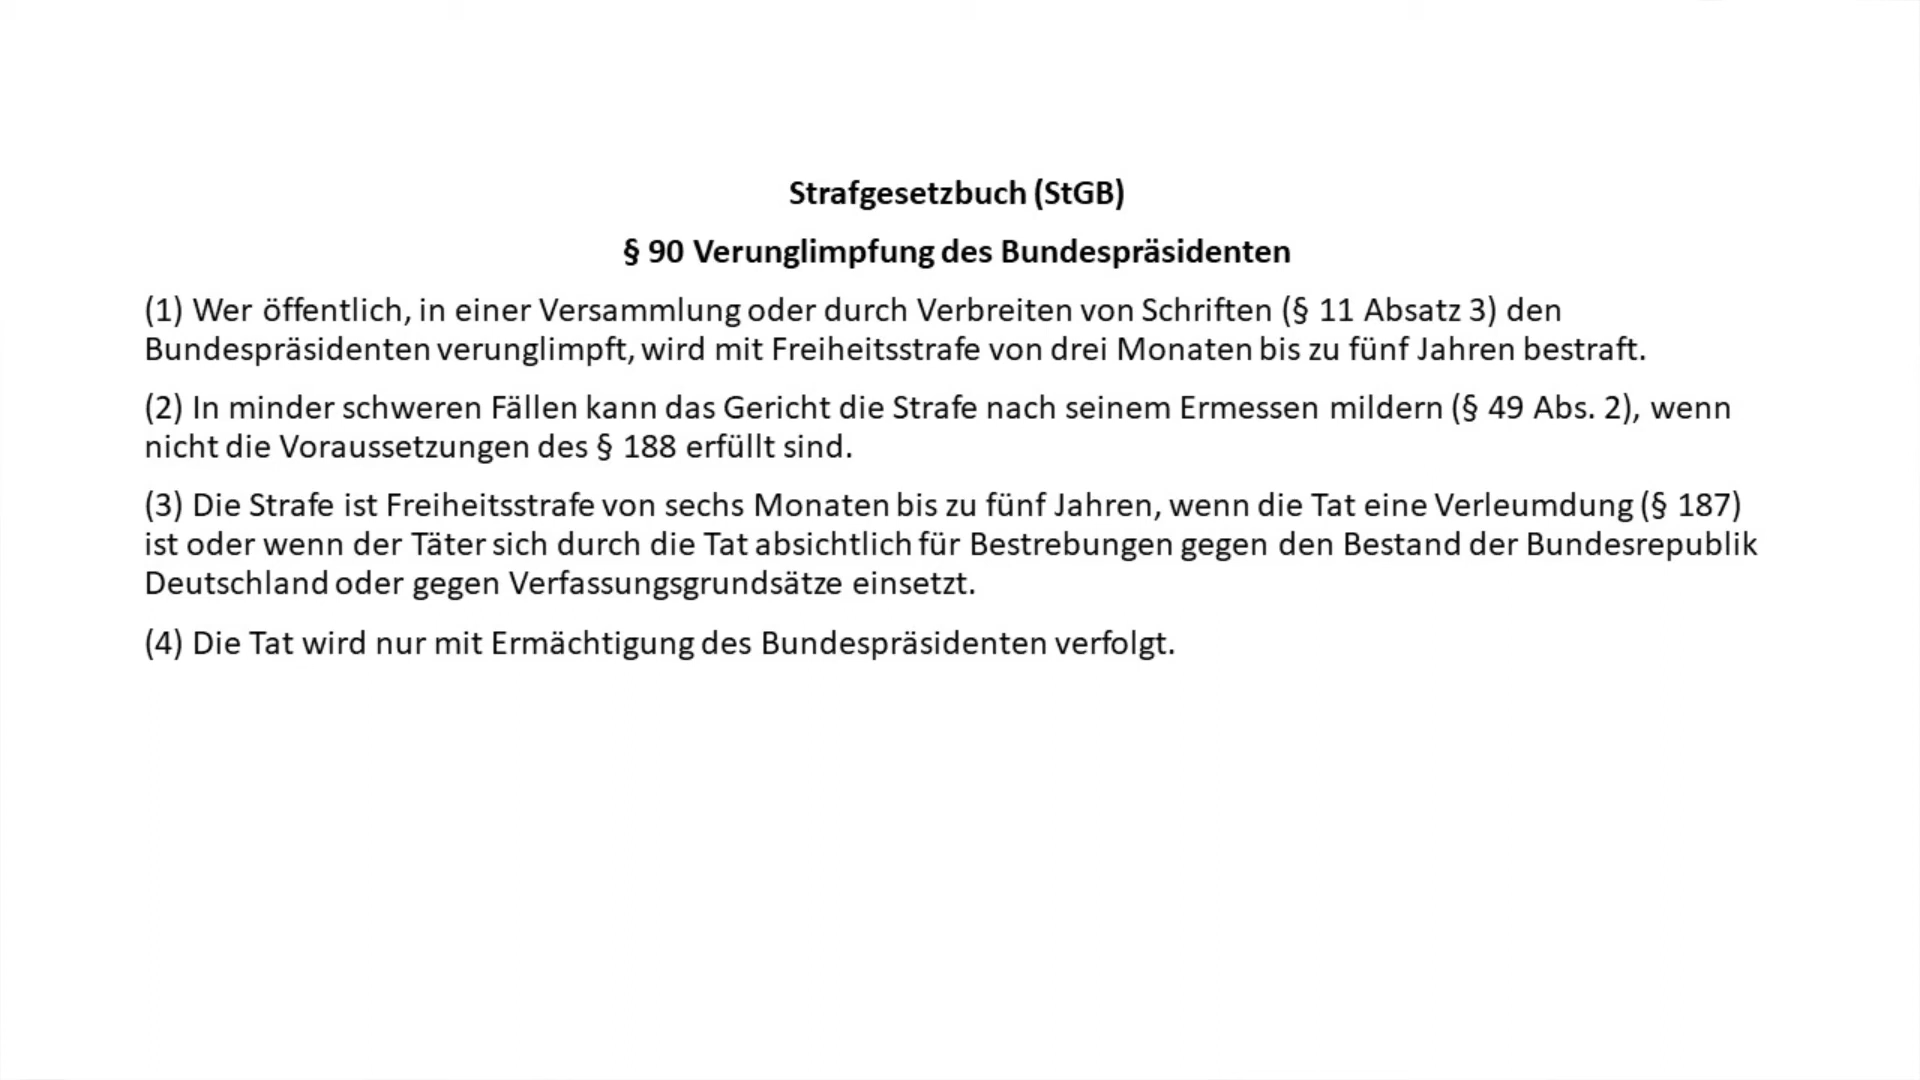 Strafgesetzbuch (StGB)
§ 90 Verunglimpfung des Bundespräsidenten
(1) Wer öffentlich, in einer Versammlung oder durch Verbreiten von Schriften (§ 11 Absatz 3) den
Bundespräsidenten verunglimpft, wird mit Freiheitsstrafe von drei Monaten bis zu fünf Jahren bestraft.
(2) In minder schweren Fällen kann das Gericht die Strafe nach seinem Ermessen mildern (§ 49 Abs. 2), wenn
nicht die Voraussetzungen des § 188 erfüllt sind.
(3) Die Strafe ist Freiheitsstrafe von sechs Monaten bis zu fünf Jahren, wenn die Tat eine Verleumdung (§ 187)
ist oder wenn der Täter sich durch die Tat absichtlich für Bestrebungen gegen den Bestand der Bundesrepublik
Deutschland oder gegen Verfassungsgrundsätze einsetzt.
(4) Die Tat wird nur mit Ermächtigung des Bundespräsidenten verfolgt.